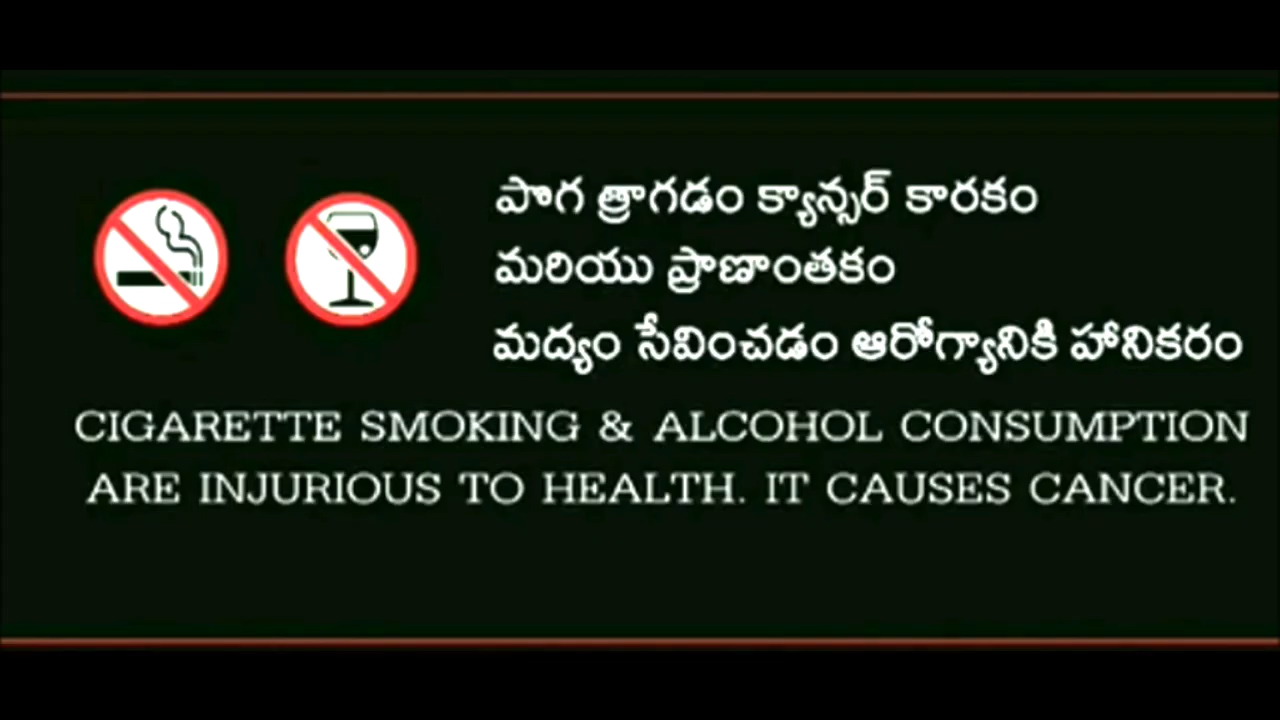 పొగ త్రాగడం క్యాన్సర్ కారకం
మరియు ప్రాణాంతకం
మద్యం సేవించడం ఆరోగ్యానికి హానికరం
CIGARETTE SMOKING & ALCOHOL CONSUMPTION
ARE INJURIOUS TO HEALTH. IT CAUSES CANCER.